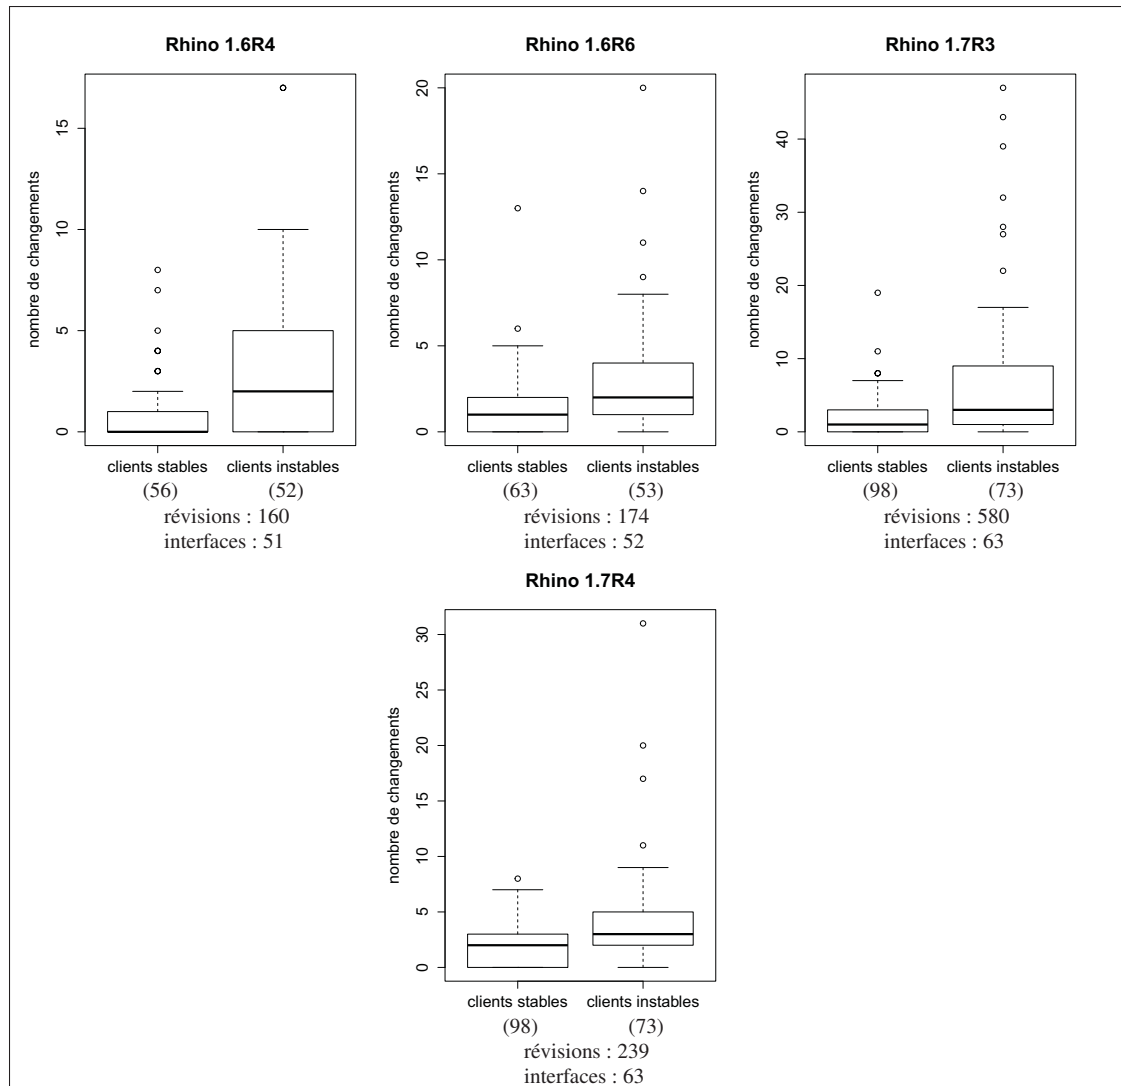 Rhino 1.6R4
nombre de changements
0
5
10
15
clients stables
clients instables
(56)
(52)
révisions : 160
interfaces : 51
Rhino 1.6R6
nombre de changements
0
5
10
15
20
clients stables
clients instables
(63)
(53)
révisions : 174
interfaces : 52
Rhino 1.7R3
nombre de changements
0
10
20
30
40
clients stables
clients instables
(98)
(73)
révisions : 580
interfaces : 63
Rhino 1.7R4
nombre de changements
0
5
10
15
20
25
30
clients stables
clients instables
(98)
(73)
révisions : 239
interfaces : 63